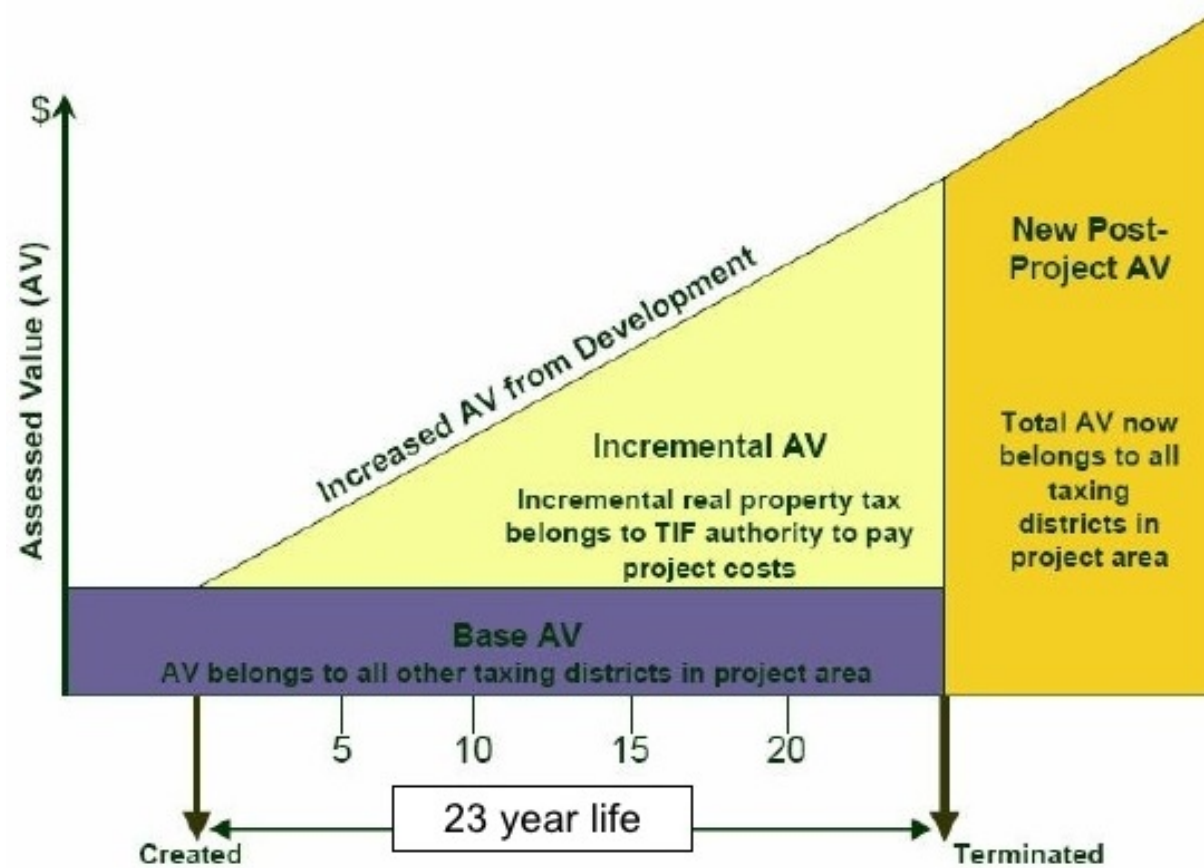 $
Assessed Value (AV)
Increased AV from Development
New Post-
Project AV
Total AV now
belongs to all
taxing
districts in
project area
Incremental AV
Incremental real property tax
belongs to TIF authority to pay
project costs
Base AV
AV belongs to all other taxing districts in project area
5
10
15
20
23 year life
Created
Terminated